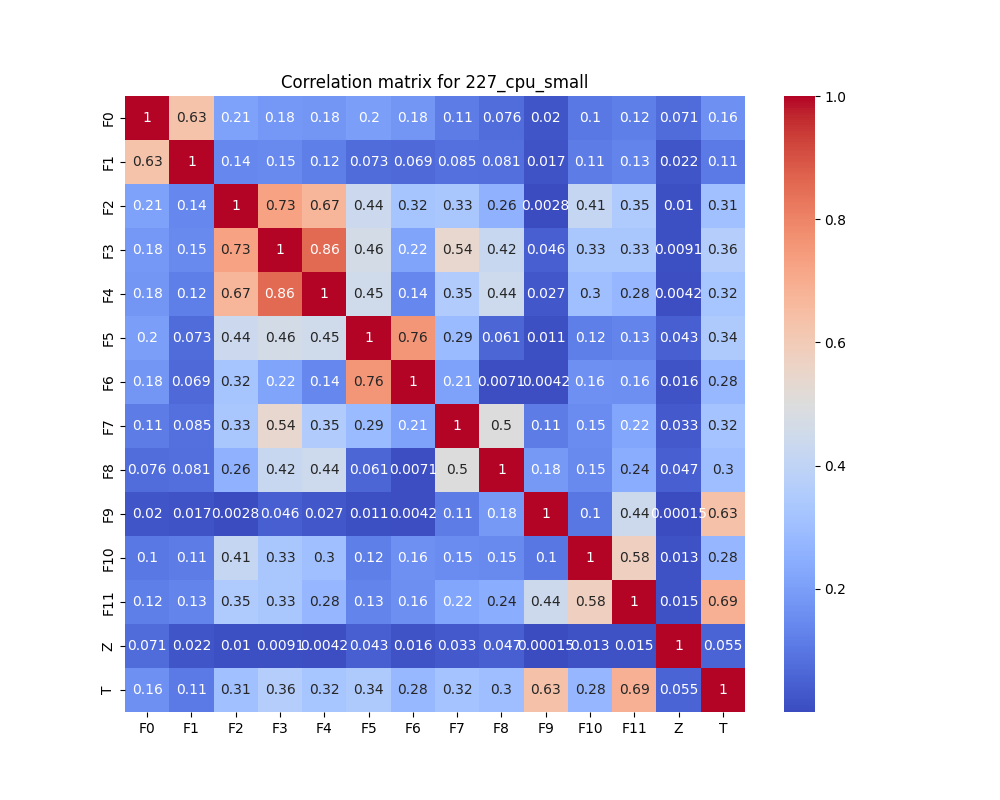 Correlation matrix for 227_cpu_small
F0 1 0.63 0.21 0.18 0.18 0.2 0.18 0.11 0.076 0.02 0.1 0.12 0.071 0.16
F1 0.63 1 0.14 0.15 0.12 0.073 0.069 0.085 0.081 0.017 0.11 0.13 0.022 0.11
F2 0.21 0.14 1 0.73 0.67 0.44 0.32 0.33 0.26 0.0028 0.41 0.35 0.01 0.31
F3 0.18 0.15 0.73 1 0.86 0.46 0.22 0.54 0.42 0.046 0.33 0.33 0.0091 0.36
F4 0.18 0.12 0.67 0.86 1 0.45 0.14 0.35 0.44 0.027 0.3 0.28 0.0042 0.32
F5 0.2 0.073 0.44 0.46 0.45 1 0.76 0.29 0.061 0.011 0.12 0.13 0.043 0.34
F6 0.18 0.069 0.32 0.22 0.14 0.76 1 0.21 0.0071 0.0042 0.16 0.16 0.016 0.28
F7 0.11 0.085 0.33 0.54 0.35 0.29 0.21 1 0.5 0.11 0.15 0.22 0.033 0.32
F8 0.076 0.081 0.26 0.42 0.44 0.061 0.0071 0.5 1 0.18 0.15 0.24 0.047 0.3
F9 0.02 0.017 0.0028 0.046 0.027 0.011 0.0042 0.11 0.18 1 0.1 0.44 0.00015 0.63
F10 0.1 0.11 0.41 0.33 0.3 0.12 0.16 0.15 0.15 0.1 1 0.58 0.013 0.28
F11 0.12 0.13 0.35 0.33 0.28 0.13 0.16 0.22 0.24 0.44 0.58 1 0.015 0.69
Z 0.071 0.022 0.01 0.0091 0.0042 0.043 0.016 0.033 0.047 0.00015 0.013 0.015 1 0.055
T 0.16 0.11 0.31 0.36 0.32 0.34 0.28 0.32 0.3 0.63 0.28 0.69 0.055 1
F0 F1 F2 F3 F4 F5 F6 F7 F8 F9 F10 F11 Z T
1.0
0.8
0.6
0.4
0.2